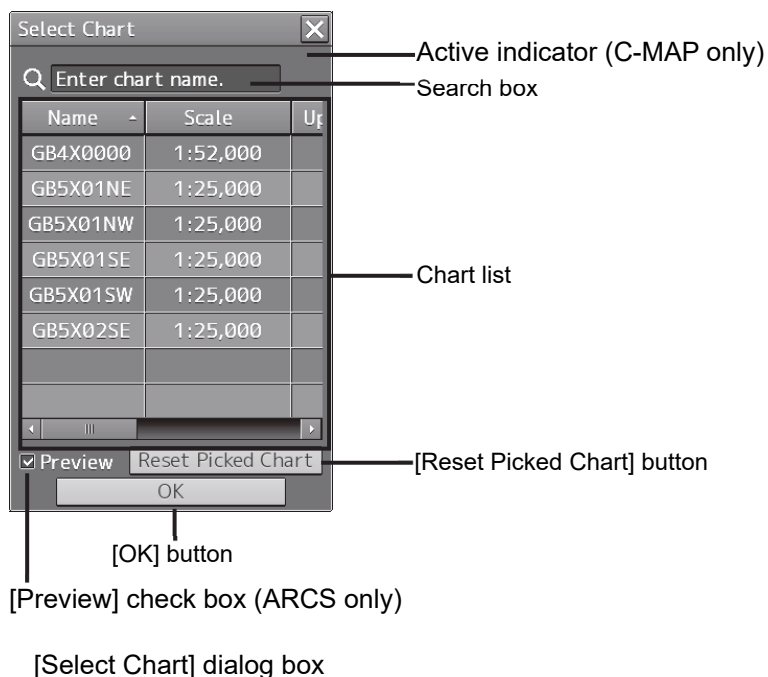 Select Chart
Active indicator (C-MAP only)
Enter chart name.
Search box
Name Scale Up
GB4X0000 1:52,000
GB5X01NE 1:25,000
GB5X01NW 1:25,000
GB5X01SE 1:25,000
Chart list
GB5X01SW 1:25,000
GB5X02SE 1:25,000
Preview Reset Picked Chart
[Reset Picked Chart] button
OK
[OK] button
[Preview] check box (ARCS only)
[Select Chart] dialog box